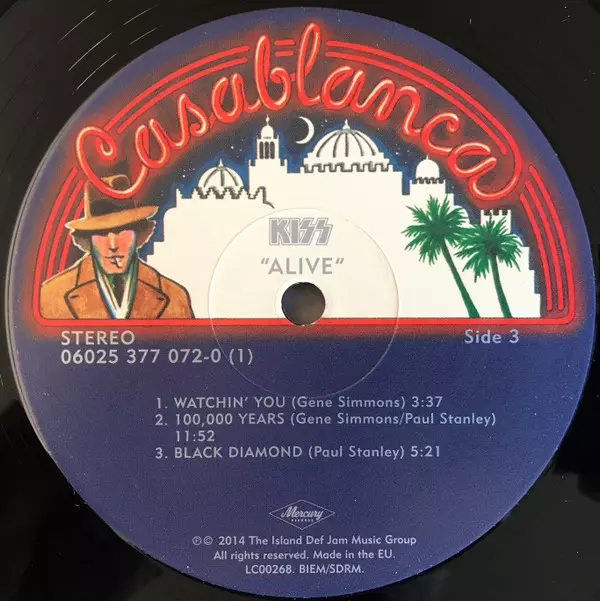 Casablanca
KISS
"ALIVE"
STEREO
Side 3
06025 377 072-0 (1)
1. WATCHIN' YOU (Gene Simmons) 3:37
2. 100,000 YEARS (Gene Simmons/Paul Stanley)
11:52
3. BLACK DIAMOND (Paul Stanley) 5:21
Mercury
RECORDS
℗© 2014 The Island Def Jam Music Group
All rights reserved. Made in the EU.
LC00268. BIEM/SDRM.